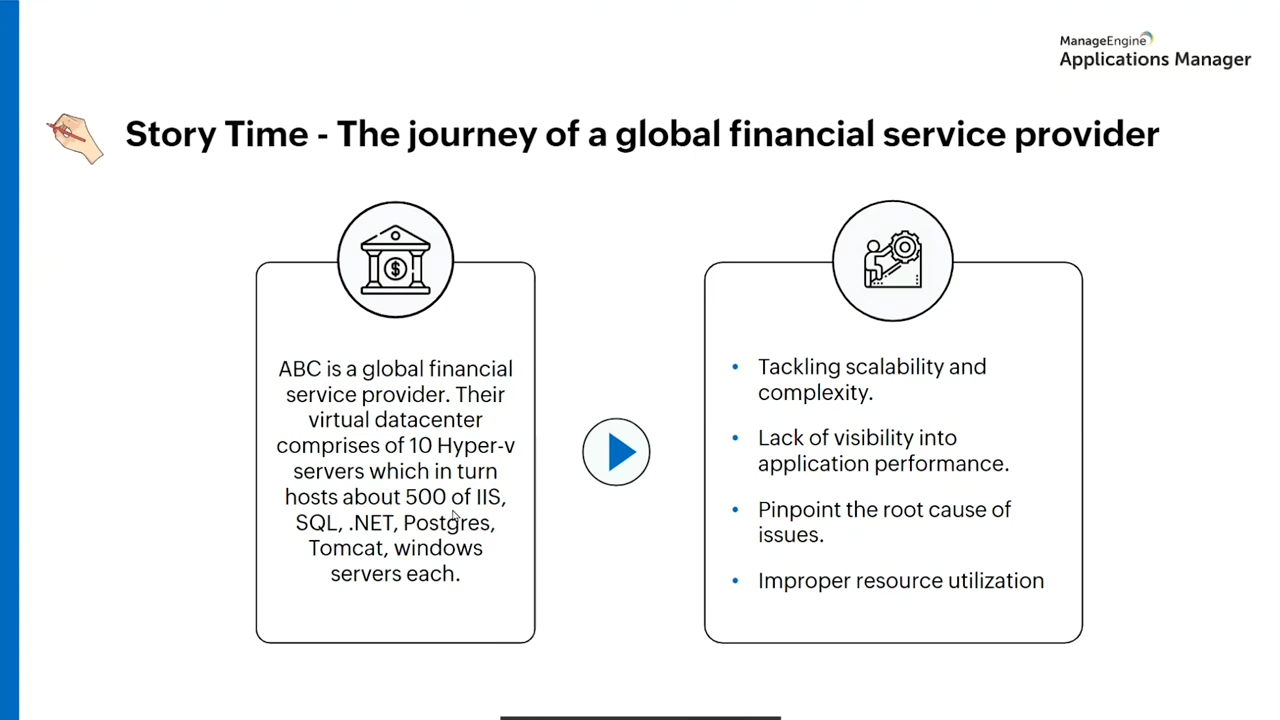 ManageEngine
Applications Manager
Story Time - The journey of a global financial service provider
$
ABC is a global financial
service provider. Their
virtual datacenter
comprises of 10 Hyper-v
servers which in turn
hosts about 500 of IIS,
SQL, .NET, Postgres,
Tomcat, windows
servers each.
• Tackling scalability and
complexity.
• Lack of visibility into
application performance.
• Pinpoint the root cause of
issues.
• Improper resource utilization